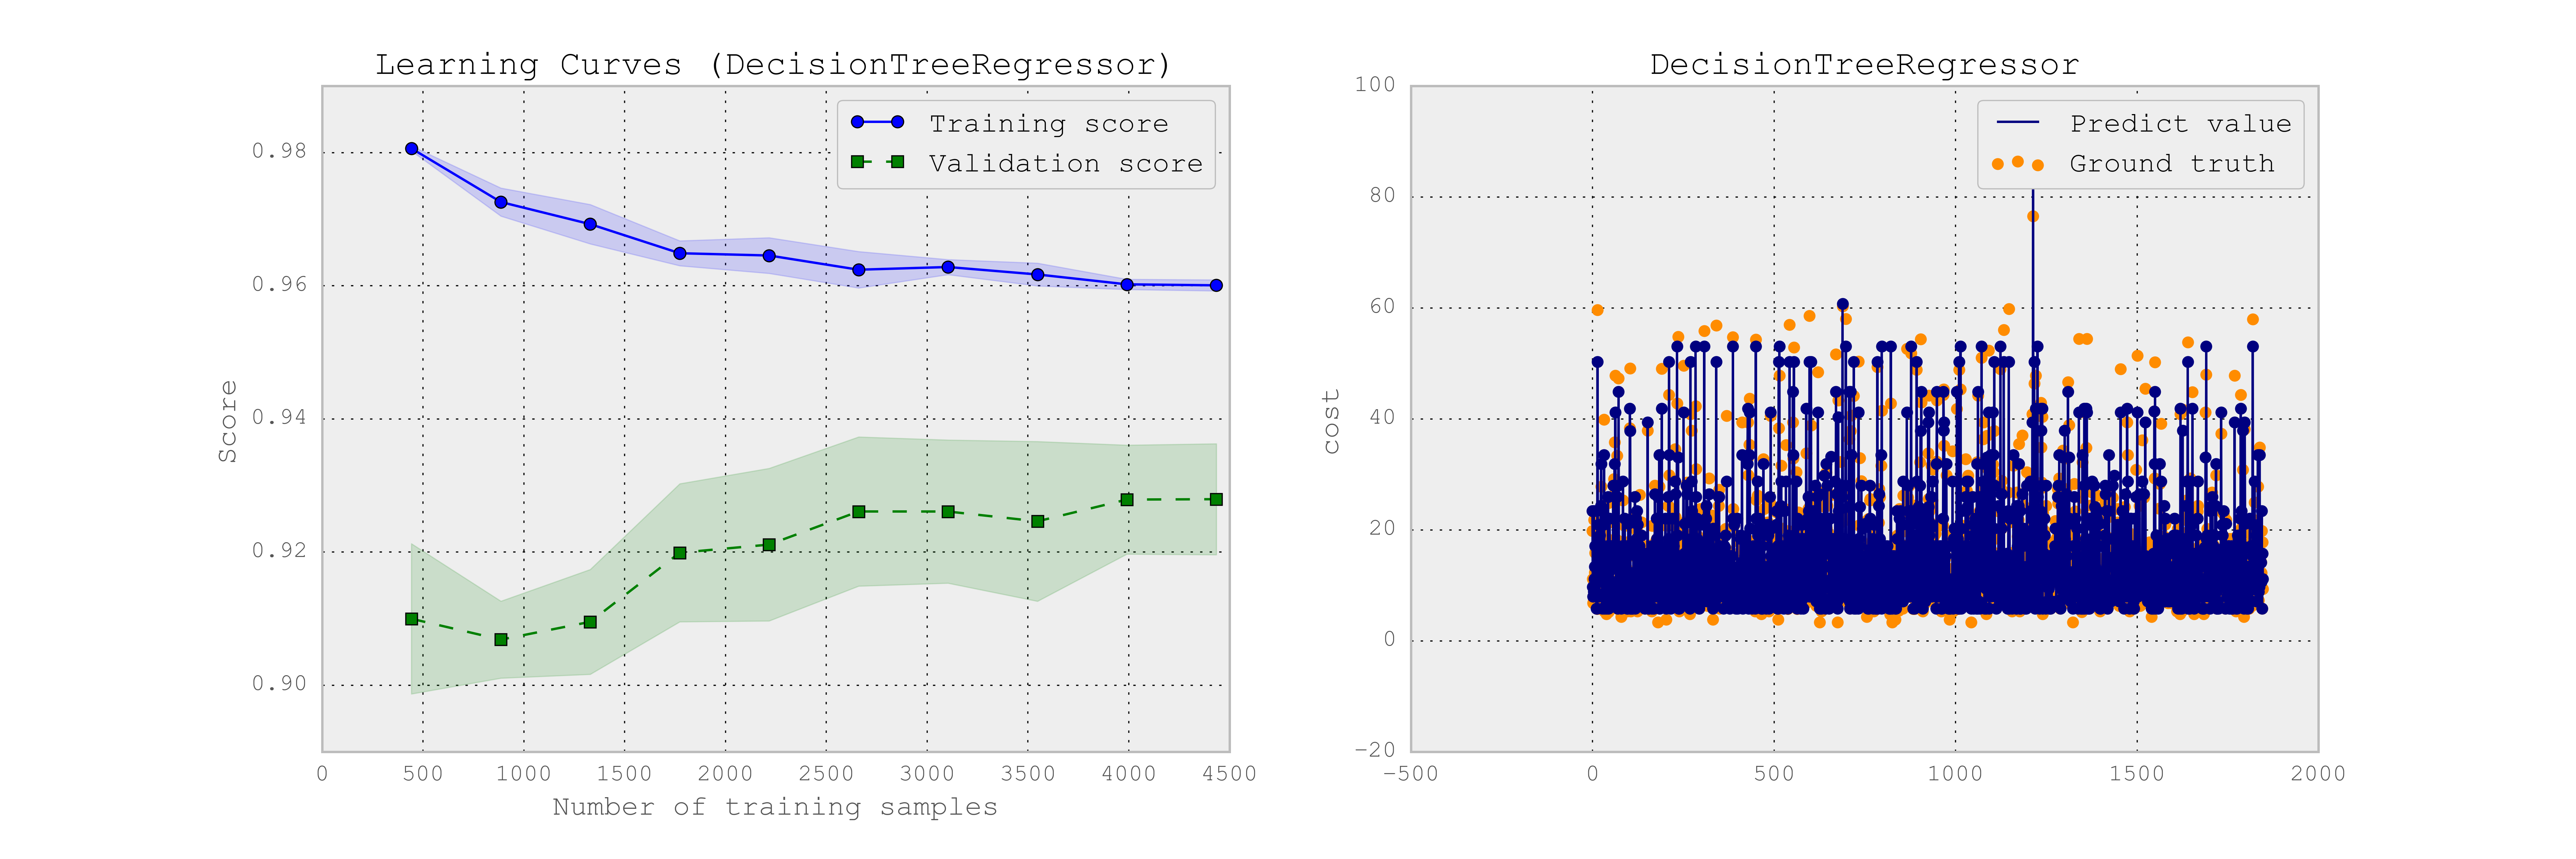 Learning Curves (DecisionTreeRegressor)
Training score
Validation score
0.98
0.96
0.94
0.92
0.90
Score
0 500 1000 1500 2000 2500 3000 3500 4000 4500
Number of training samples
DecisionTreeRegressor
Predict value
Ground truth
100
80
60
40
20
0
−20
cost
−500 0 500 1000 1500 2000